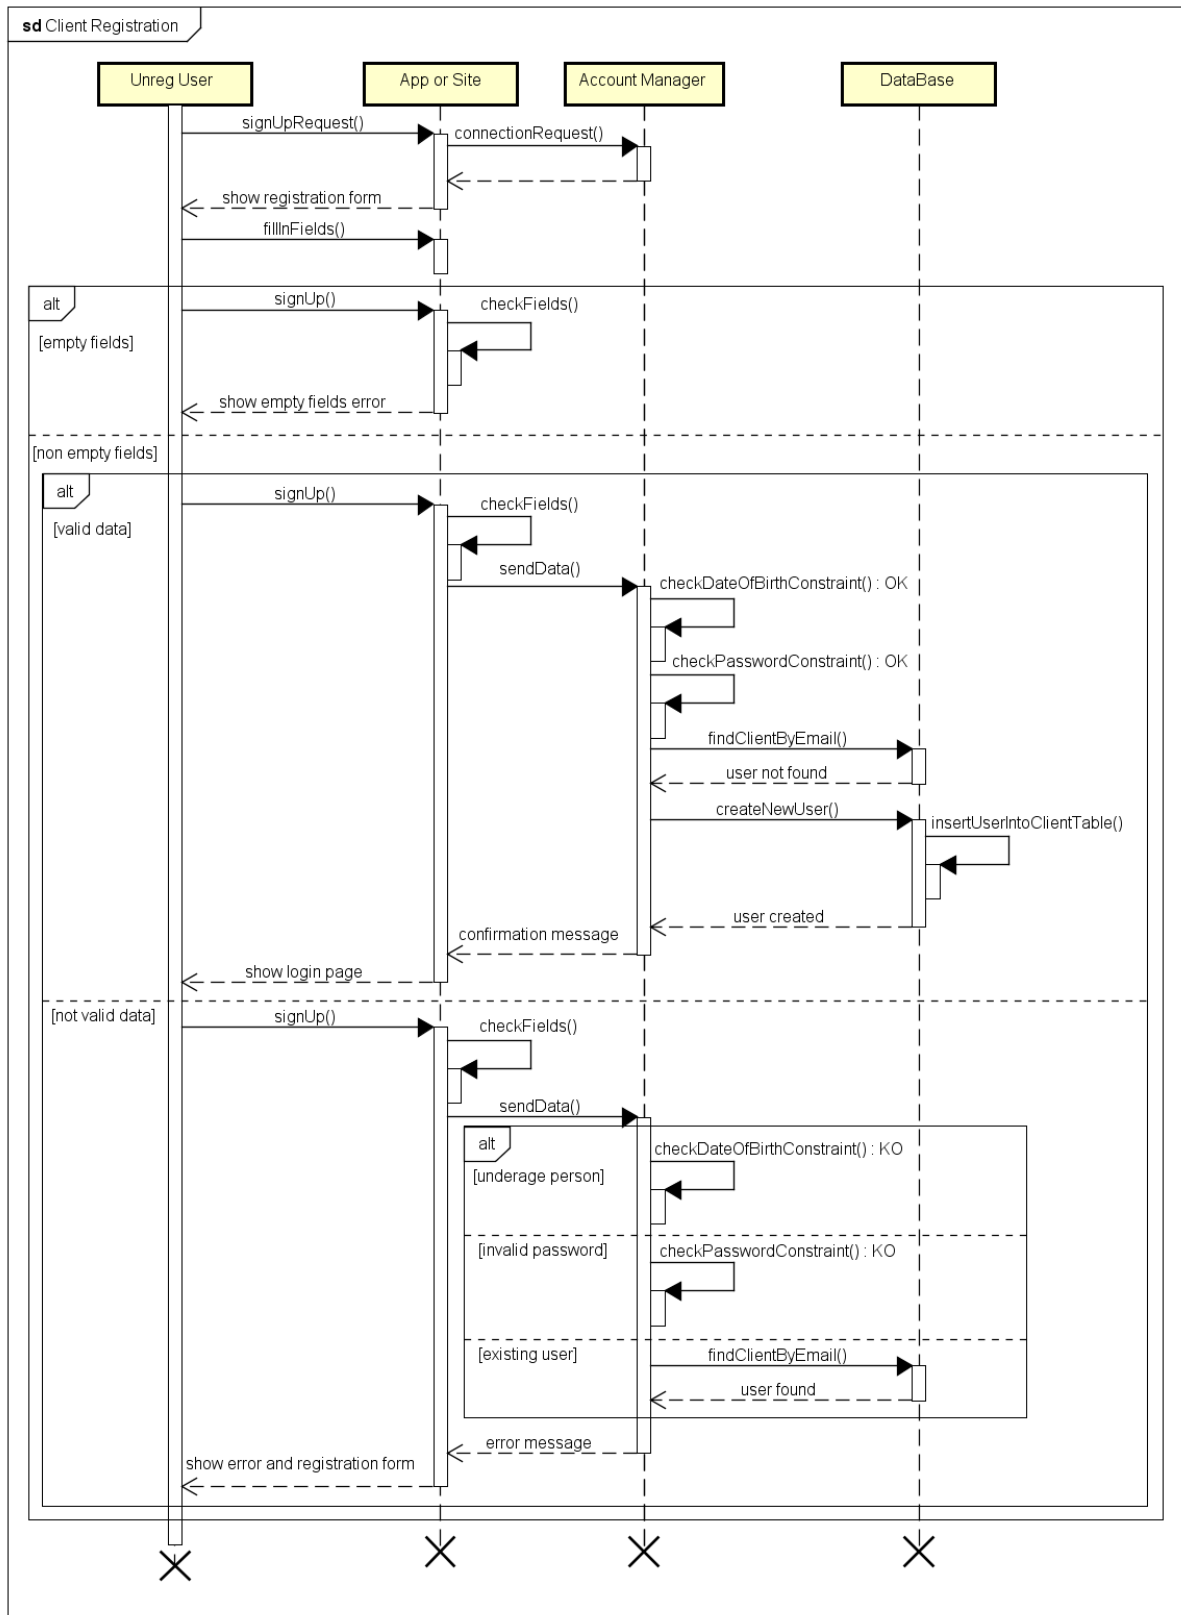 sd Client Registration
Unreg User
App or Site
Account Manager
DataBase
signUpRequest()
connectionRequest()
show registration form
fillInFields()
alt
signUp()
checkFields()
[empty fields]
show empty fields error
[non empty fields]
alt
signUp()
checkFields()
[valid data]
sendData()
checkDateOfBirthConstraint() : OK
checkPasswordConstraint() : OK
findClientByEmail()
user not found
createNewUser()
insertUserIntoClientTable()
user created
confirmation message
show login page
[not valid data]
signUp()
checkFields()
sendData()
alt
checkDateOfBirthConstraint() : KO
[underage person]
[invalid password]
checkPasswordConstraint() : KO
[existing user]
findClientByEmail()
user found
error message
show error and registration form